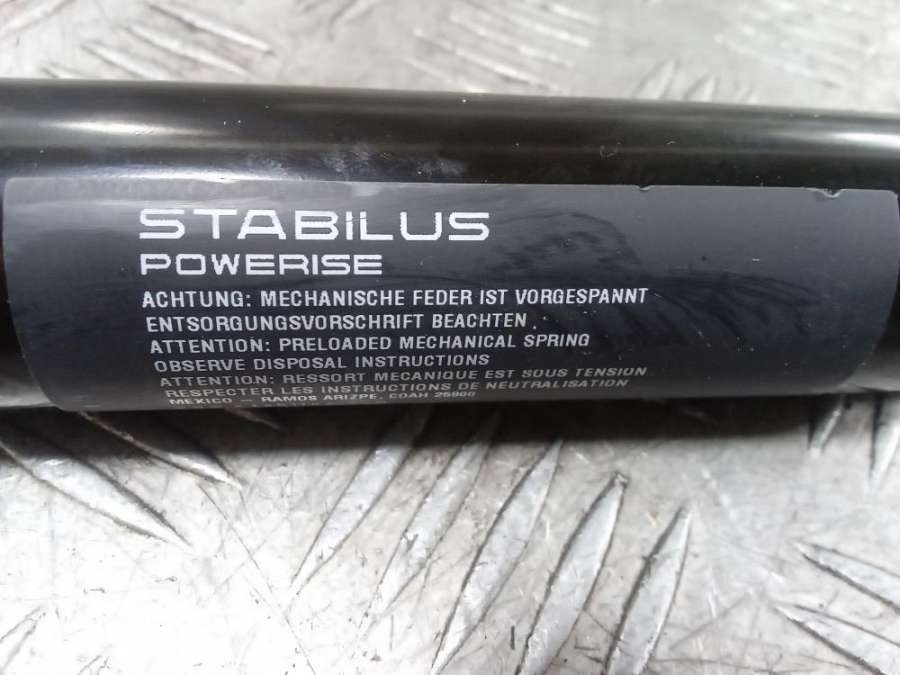 STABILUS
POWERISE
ACHTUNG: MECHANISCHE FEDER IST VORGESPANNT
ENTSORGUNGSVORSCHRIFT BEACHTEN.
ATTENTION: PRELOADED MECHANICAL SPRING
OBSERVE DISPOSAL INSTRUCTIONS
ATTENTION: RESSORT MECANIQUE EST SOUS TENSION
RESPECTER LES INSTRUCTIONS DE NEUTRALISATION
MEXICO - RAMOS ARIZPE, COAH 25900